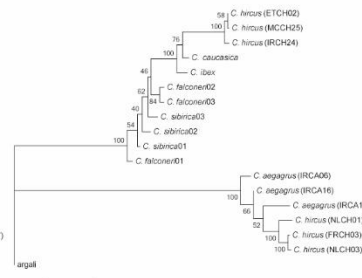 58
C. hircus (ETCH02)
C. hircus (MCCH25)
100
C. hircus (IRCH24)
76
C. caucasica
100
C. ibex
46
C. falconeri02
62
84
C. falconeri03
40
C. sibirica03
54
C. sibirica02
C. sibirica01
100
C. falconeri01
C. aegagrus (IRCA06)
100
C. aegagrus (IRCA16)
66
C. aegagrus (IRCA1
52
C. hircus (NLCH01)
100
C. hircus (FRCH03)
100
C. hircus (NLCH03)
argali